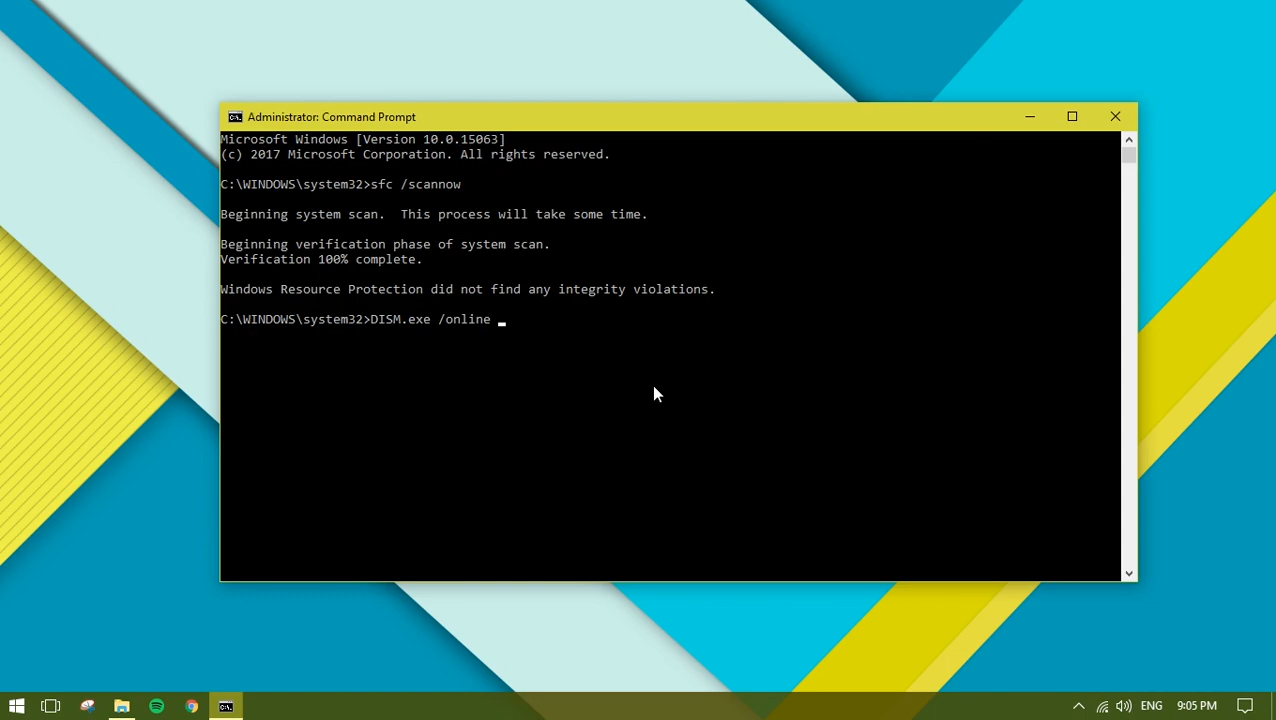 Administrator: Command Prompt
Microsoft Windows [Version 10.0.15063]
(c) 2017 Microsoft Corporation. All rights reserved.
C:\WINDOWS\system32>sfc /scannow
Beginning system scan.  This process will take some time.
Beginning verification phase of system scan.
Verification 100% complete.
Windows Resource Protection did not find any integrity violations.
C:\WINDOWS\system32>DISM.exe /online
ENG 9:05 PM